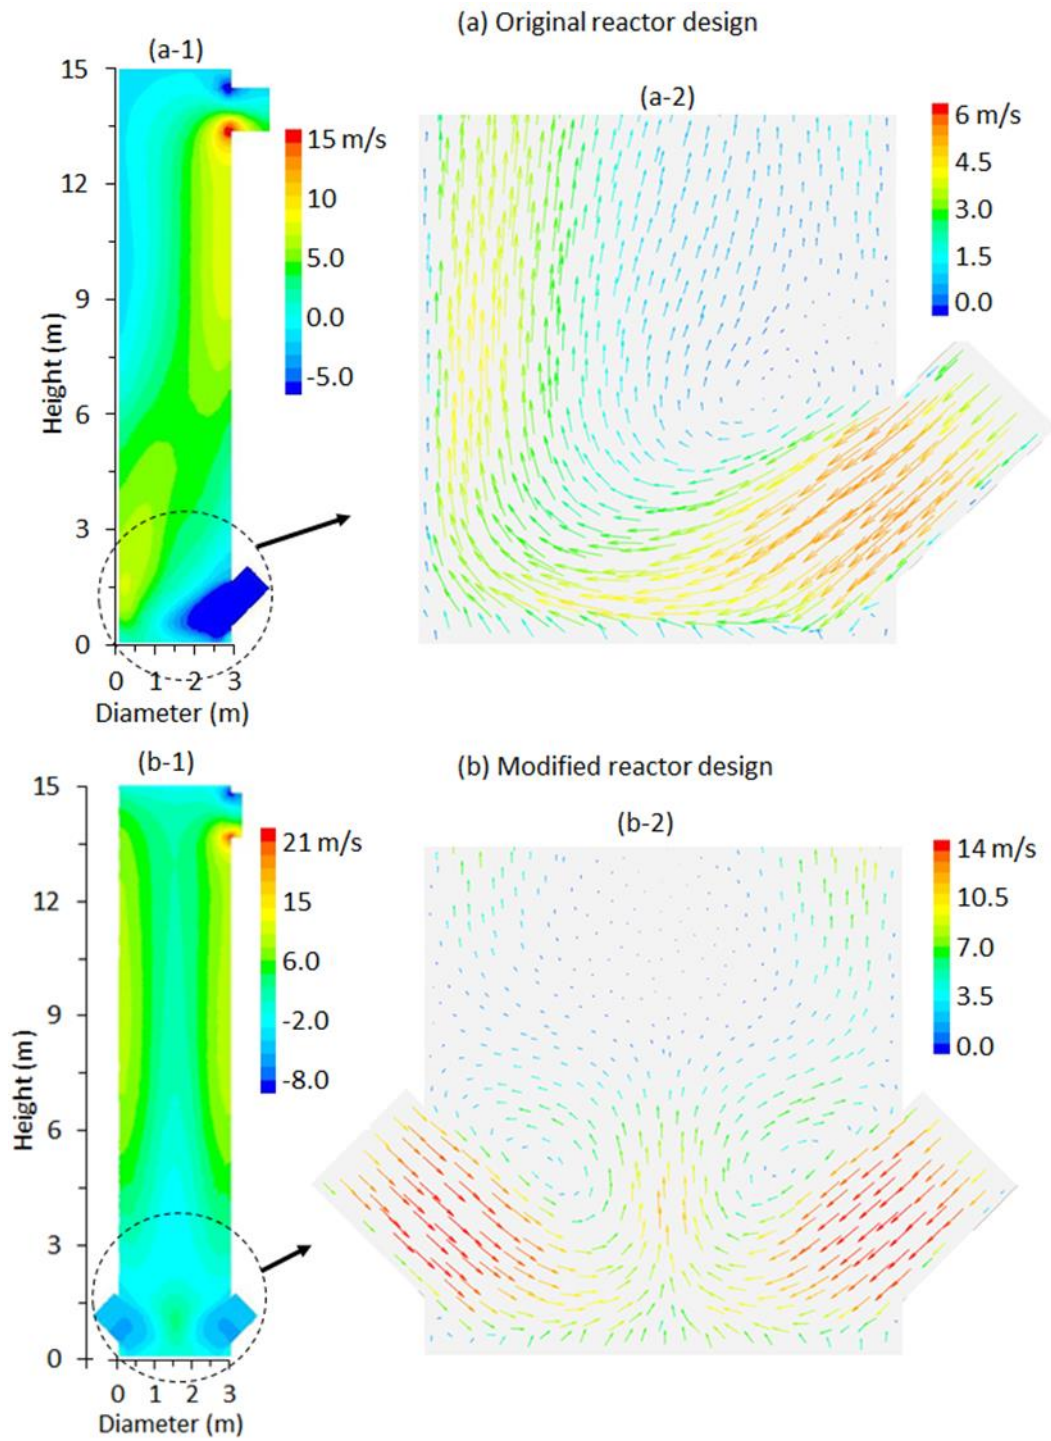 (a) Original reactor design
(a-1)
15
12
9
6
3
0
Height (m)
0 1 2 3
Diameter (m)
15 m/s
10
5.0
0.0
-5.0
(a-2)
6 m/s
4.5
3.0
1.5
0.0
(b) Modified reactor design
(b-1)
15
12
9
6
3
0
Height (m)
0 1 2 3
Diameter (m)
21 m/s
15
6.0
-2.0
-8.0
(b-2)
14 m/s
10.5
7.0
3.5
0.0